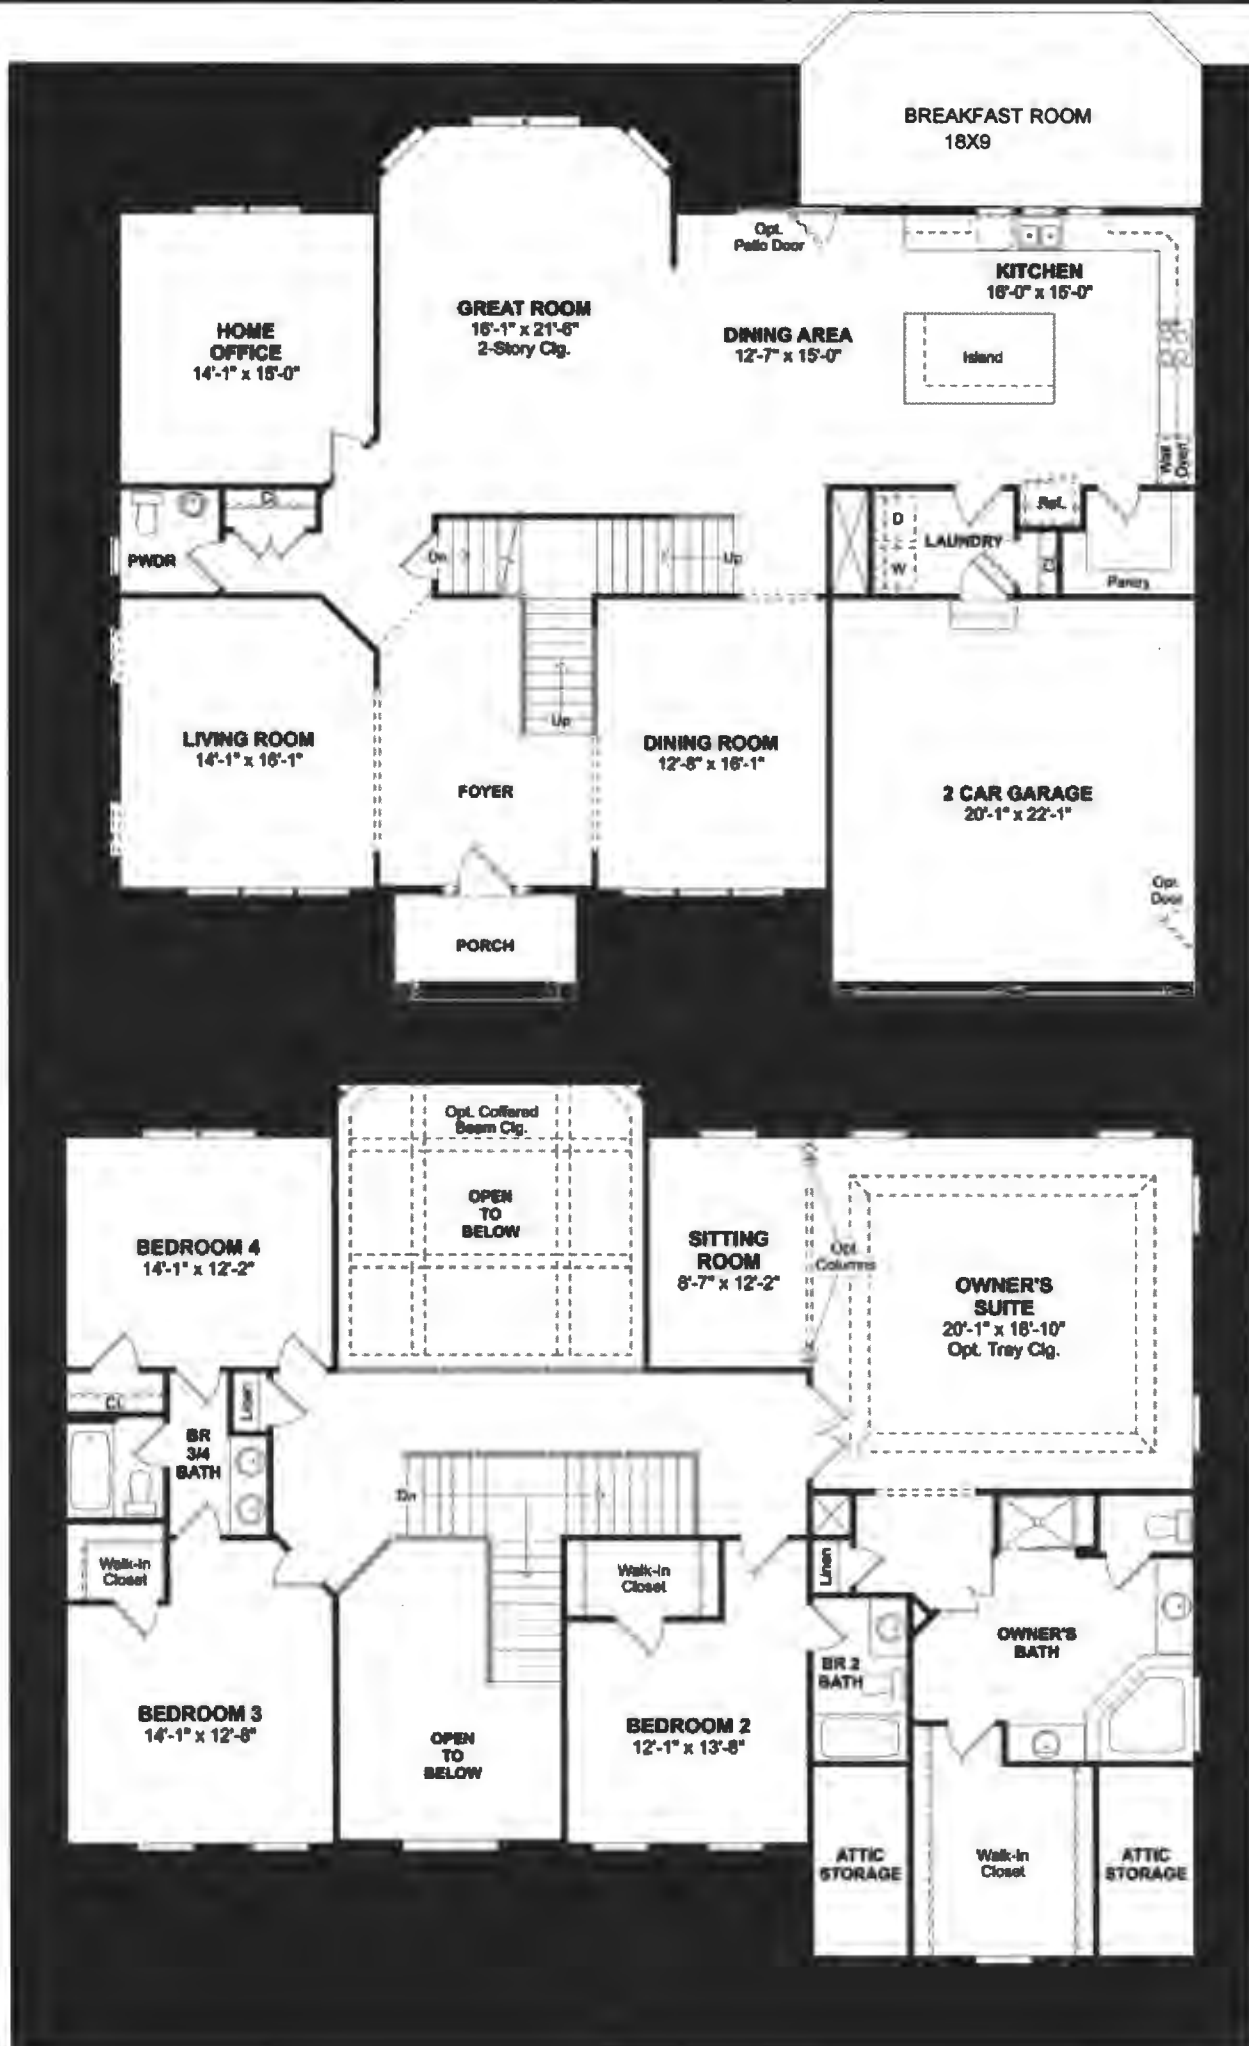 BREAKFAST ROOM
18X9
Opt.
Patio Door
KITCHEN
16'-0" x 15'-0"
GREAT ROOM
16'-1" x 21'-6"
2-Story Clg.
HOME
OFFICE
14'-1" x 15'-0"
DINING AREA
12'-7" x 15'-0"
Island
Wall
Oven
Cl
Ref.
D
LAUNDRY
W
Cl
Pantry
PWDR
Dn
Up
Up
LIVING ROOM
14'-1" x 16'-1"
DINING ROOM
12'-8" x 16'-1"
FOYER
2 CAR GARAGE
20'-1" x 22'-1"
Opt.
Door
PORCH
Opt. Coffered
Beam Clg.
OPEN
TO
BELOW
BEDROOM 4
14'-1" x 12'-2"
SITTING
ROOM
8'-7" x 12'-2"
Opt.
Columns
OWNER'S
SUITE
20'-1" x 16'-10"
Opt. Tray Clg.
Cl.
Linen
BR
3/4
BATH
Dn
Walk-In
Closet
Walk-In
Closet
Linen
OWNER'S
BATH
BR 2
BATH
BEDROOM 3
14'-1" x 12'-8"
BEDROOM 2
12'-1" x 13'-8"
OPEN
TO
BELOW
ATTIC
STORAGE
Walk-In
Closet
ATTIC
STORAGE